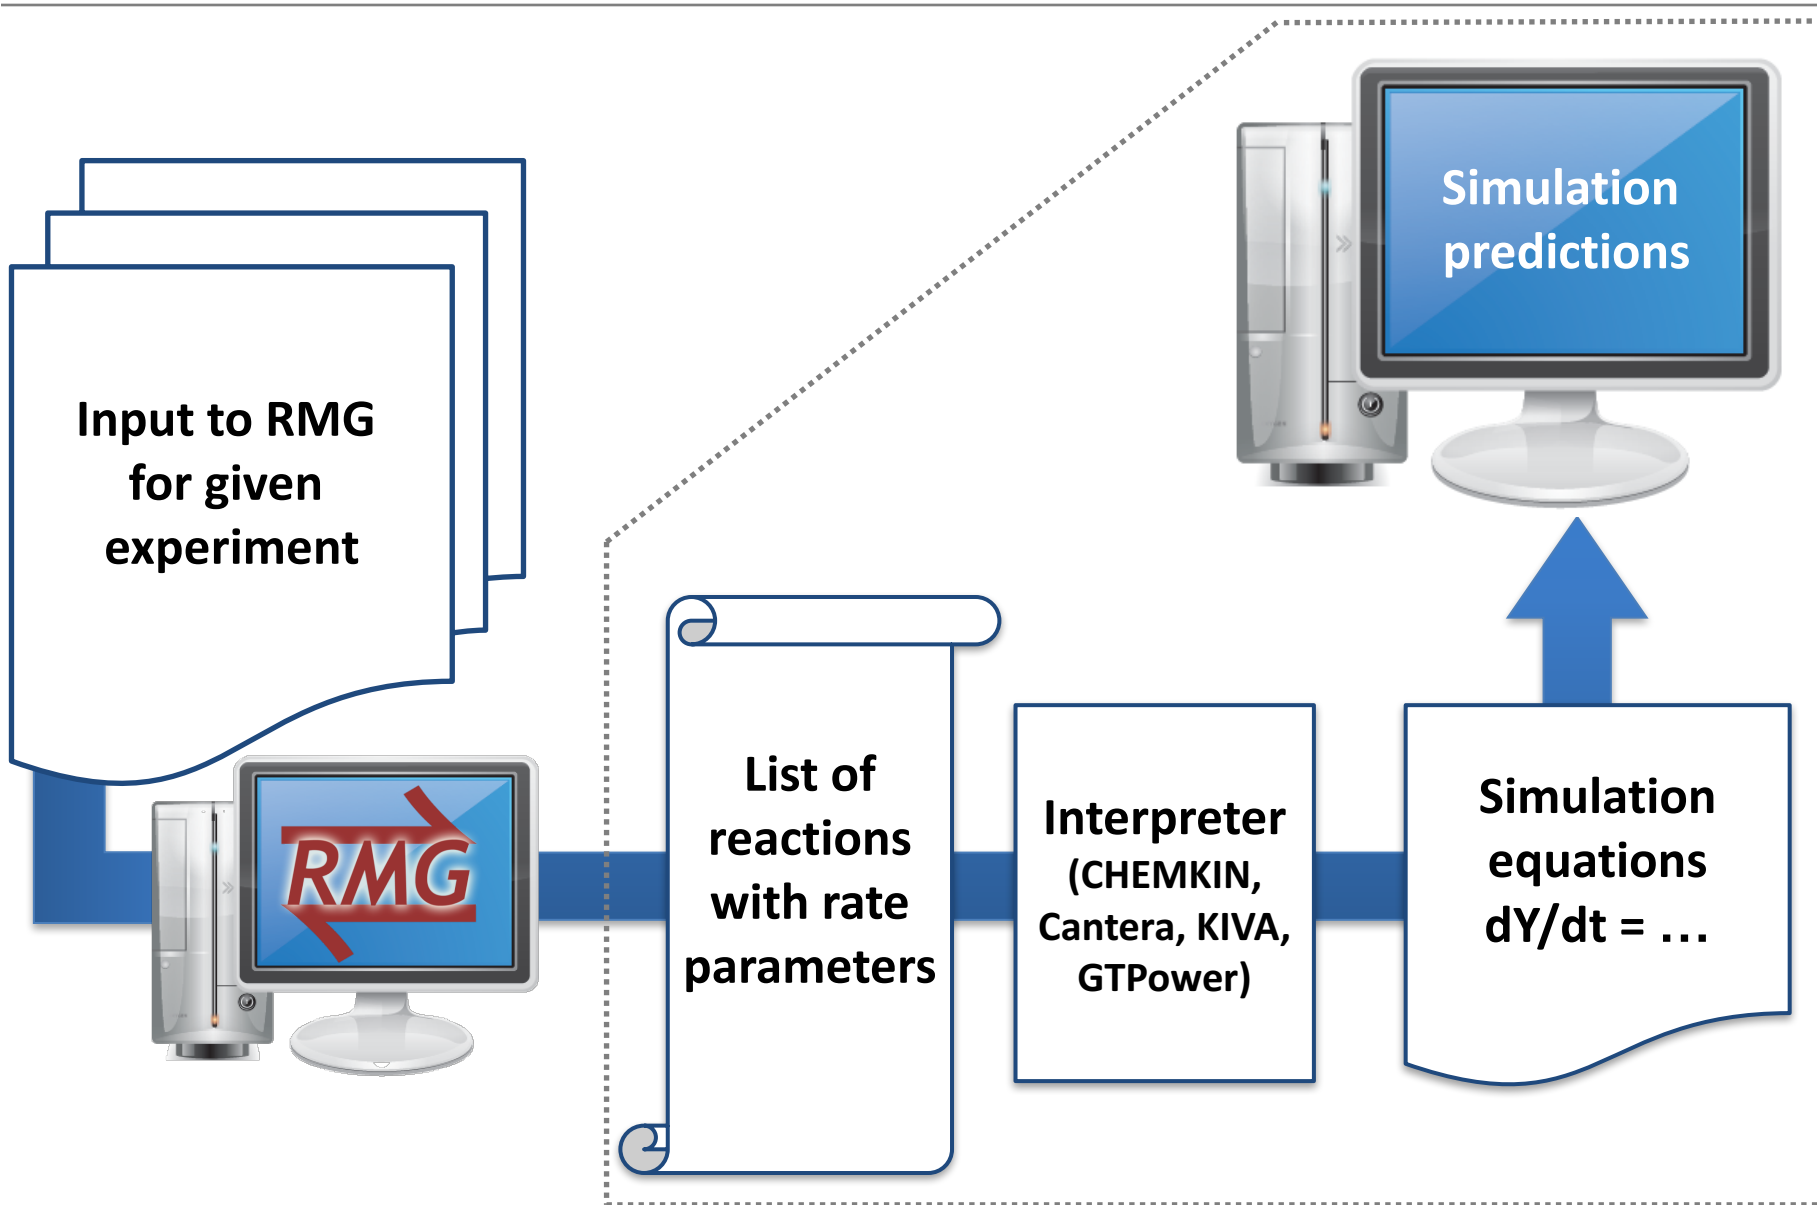 Input to RMG
for given
experiment
RMG
List of
reactions
with rate
parameters
Interpreter
(CHEMKIN,
Cantera, KIVA,
GTPower)
Simulation
equations
dY/dt = …
Simulation
predictions